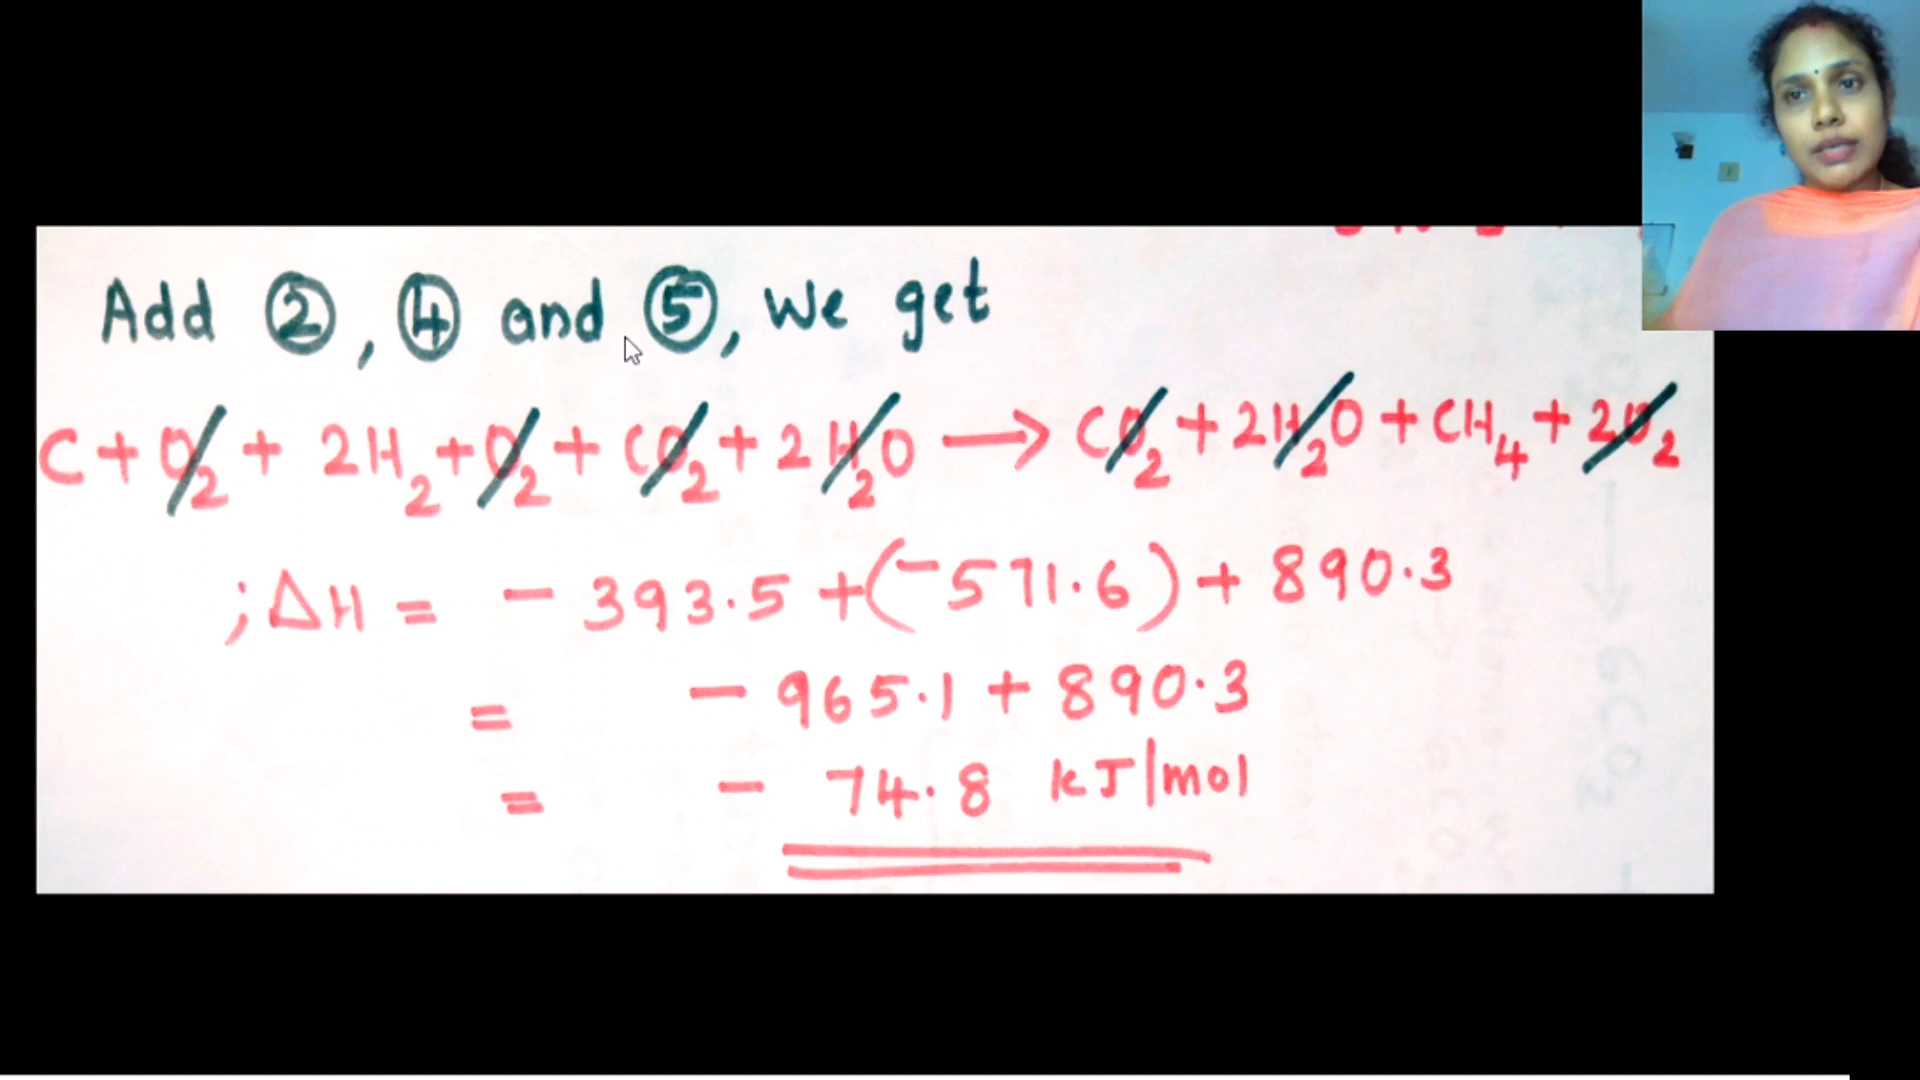 Add ②, ④ and ⑤, we get
C + O₂ + 2H₂ + O₂ + CO₂ + 2H₂O → CO₂ + 2H₂O + CH₄ + 2O₂
; ΔH = - 393.5 + (-571.6) + 890.3
= - 965.1 + 890.3
= - 74.8 kJ/mol